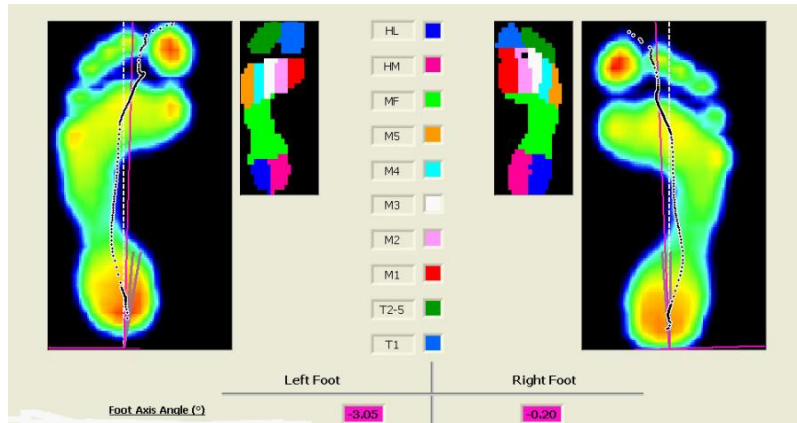 HL
HM
MF
M5
M4
M3
M2
M1
T2-5
T1
Left Foot Right Foot
Foot Axis Angle (°) -3.05 -0.20